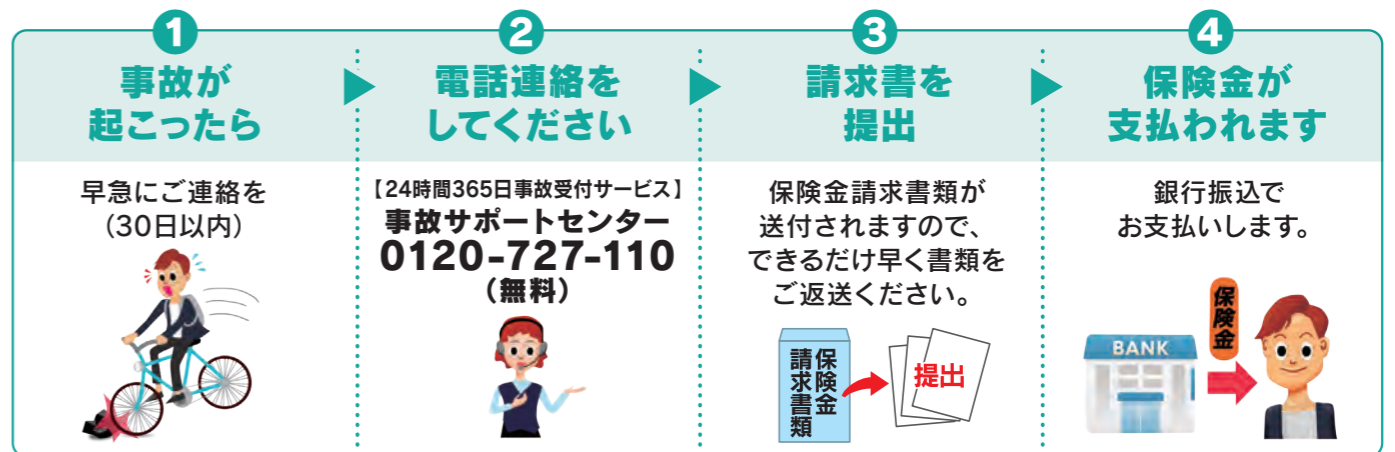 1
事故が
起こったら
早急にご連絡を
(30日以内)
2
電話連絡を
してください
【24時間365日事故受付サービス】
事故サポートセンター
0120-727-110
(無料)
3
請求書を
提出
保険金請求書類が
送付されますので、
できるだけ早く書類を
ご返送ください。
保険金
請求書類
提出
4
保険金が
支払われます
銀行振込で
お支払いします。
BANK
保険金